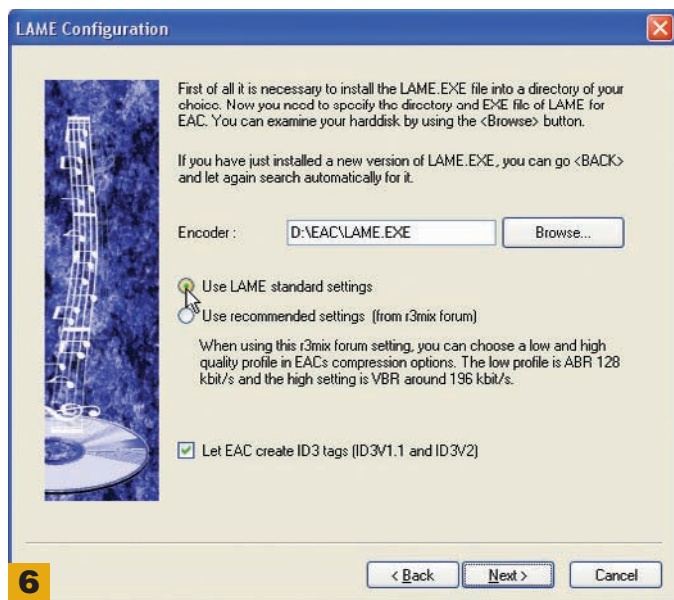 LAME Configuration
First of all it is necessary to install the LAME.EXE file into a directory of your
choice. Now you need to specify the directory and EXE file of LAME for
EAC. You can examine your harddisk by using the <Browse> button.
If you have just installed a new version of LAME.EXE, you can go <BACK>
and let again search automatically for it.
Encoder : D:\EAC\LAME.EXE Browse...
Use LAME standard settings
Use recommended settings (from r3mix forum)
When using this r3mix forum setting, you can choose a low and high
quality profile in EACs compression options. The low profile is ABR 128
kbit/s and the high setting is VBR around 196 kbit/s.
Let EAC create ID3 tags (ID3V1.1 and ID3V2)
6
< Back Next > Cancel